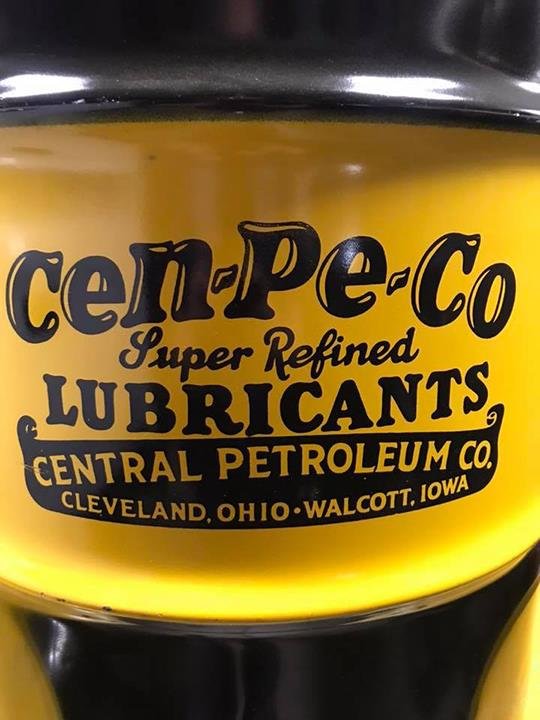 Cen-Pe-Co
Super Refined
LUBRICANTS
CENTRAL PETROLEUM CO.
CLEVELAND, OHIO·WALCOTT, IOWA